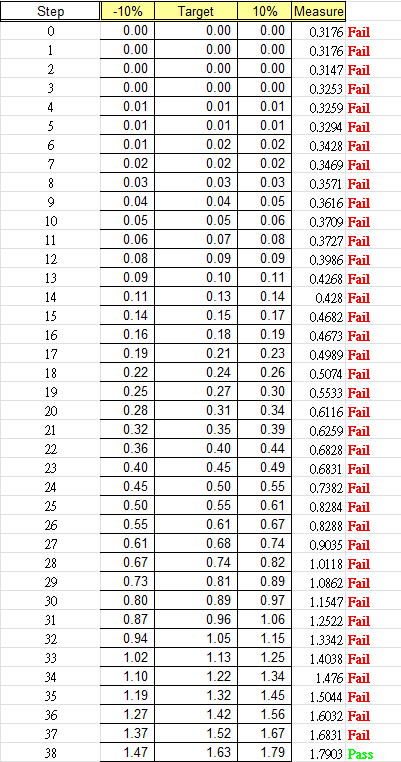 Step -10% Target 10% Measure
0 0.00 0.00 0.00 0.3176 Fail
1 0.00 0.00 0.00 0.3176 Fail
2 0.00 0.00 0.00 0.3147 Fail
3 0.00 0.00 0.00 0.3253 Fail
4 0.01 0.01 0.01 0.3259 Fail
5 0.01 0.01 0.01 0.3294 Fail
6 0.01 0.02 0.02 0.3428 Fail
7 0.02 0.02 0.02 0.3469 Fail
8 0.03 0.03 0.03 0.3571 Fail
9 0.04 0.04 0.05 0.3616 Fail
10 0.05 0.05 0.06 0.3709 Fail
11 0.06 0.07 0.08 0.3727 Fail
12 0.08 0.09 0.09 0.3986 Fail
13 0.09 0.10 0.11 0.4268 Fail
14 0.11 0.13 0.14 0.428 Fail
15 0.14 0.15 0.17 0.4682 Fail
16 0.16 0.18 0.19 0.4673 Fail
17 0.19 0.21 0.23 0.4989 Fail
18 0.22 0.24 0.26 0.5074 Fail
19 0.25 0.27 0.30 0.5533 Fail
20 0.28 0.31 0.34 0.6116 Fail
21 0.32 0.35 0.39 0.6259 Fail
22 0.36 0.40 0.44 0.6828 Fail
23 0.40 0.45 0.49 0.6831 Fail
24 0.45 0.50 0.55 0.7382 Fail
25 0.50 0.55 0.61 0.8284 Fail
26 0.55 0.61 0.67 0.8288 Fail
27 0.61 0.68 0.74 0.9035 Fail
28 0.67 0.74 0.82 1.0118 Fail
29 0.73 0.81 0.89 1.0862 Fail
30 0.80 0.89 0.97 1.1547 Fail
31 0.87 0.96 1.06 1.2522 Fail
32 0.94 1.05 1.15 1.3342 Fail
33 1.02 1.13 1.25 1.4038 Fail
34 1.10 1.22 1.34 1.476 Fail
35 1.19 1.32 1.45 1.5044 Fail
36 1.27 1.42 1.56 1.6032 Fail
37 1.37 1.52 1.67 1.6831 Fail
38 1.47 1.63 1.79 1.7903 Pass